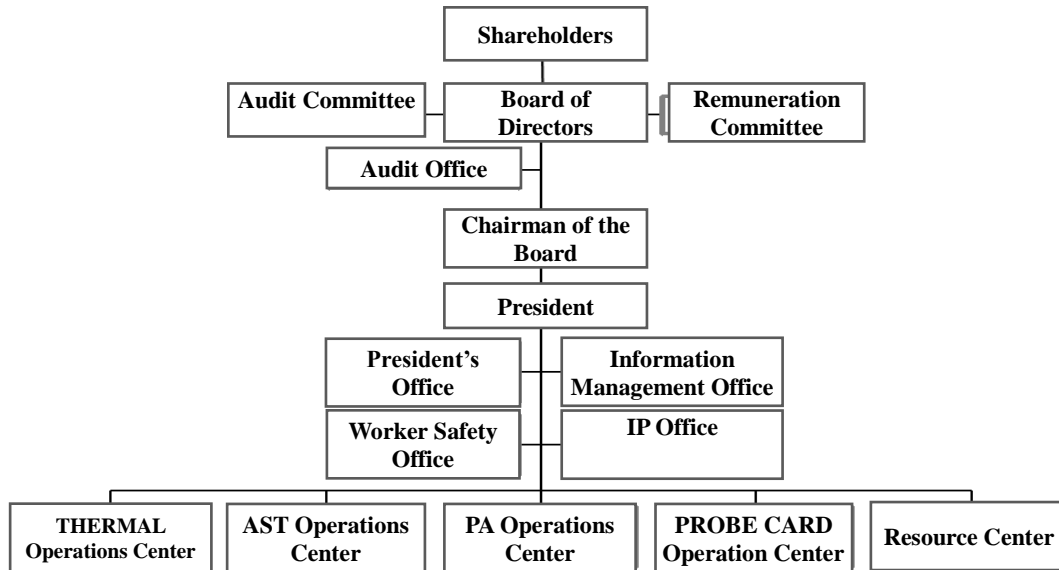 Shareholders
Audit Committee
Board of
Directors
Remuneration
Committee
Audit Office
Chairman of the
Board
President
President’s
Office
Information
Management Office
Worker Safety
Office
IP Office
THERMAL
Operations Center
AST Operations
Center
PA Operations
Center
PROBE CARD
Operation Center
Resource Center